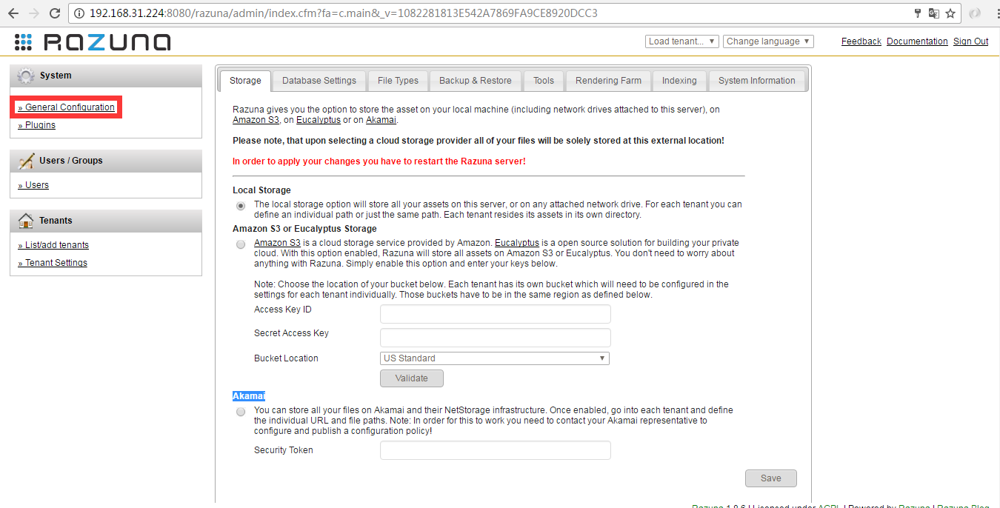 192.168.31.224:8080/razuna/admin/index.cfm?fa=c.main&_v=1082281813E542A7869FA9CE8920DCC3
RAZUNA
Load tenant...
Change language
Feedback Documentation Sign Out
System
» General Configuration
» Plugins
Users / Groups
» Users
Tenants
» List/add tenants
» Tenant Settings
Storage
Database Settings
File Types
Backup & Restore
Tools
Rendering Farm
Indexing
System Information
Razuna gives you the option to store the asset on your local machine (including network drives attached to this server), on
Amazon S3, on Eucalyptus or on Akamai.
Please note, that upon selecting a cloud storage provider all of your files will be solely stored at this external location!
In order to apply your changes you have to restart the Razuna server!
Local Storage
The local storage option will store all your assets on this server, or on any attached network drive. For each tenant you can
define an individual path or just the same path. Each tenant resides its assets in its own directory.
Amazon S3 or Eucalyptus Storage
Amazon S3 is a cloud storage service provided by Amazon. Eucalyptus is a open source solution for building your private
cloud. With this option enabled, Razuna will store all assets on Amazon S3 or Eucalyptus. You don't need to worry about
anything with Razuna. Simply enable this option and enter your keys below.
Note: Choose the location of your bucket below. Each tenant has its own bucket which will need to be configured in the
settings for each tenant individually. Those buckets have to be in the same region as defined below.
Access Key ID
Secret Access Key
Bucket Location
US Standard
Validate
Akamai
You can store all your files on Akamai and their NetStorage infrastructure. Once enabled, go into each tenant and define
the individual URL and file paths. Note: In order for this to work you need to contact your Akamai representative to
configure and publish a configuration policy!
Security Token
Save
Razuna 1.8.6 | Licensed under AGPL | Powered by Razuna | Razuna Blog